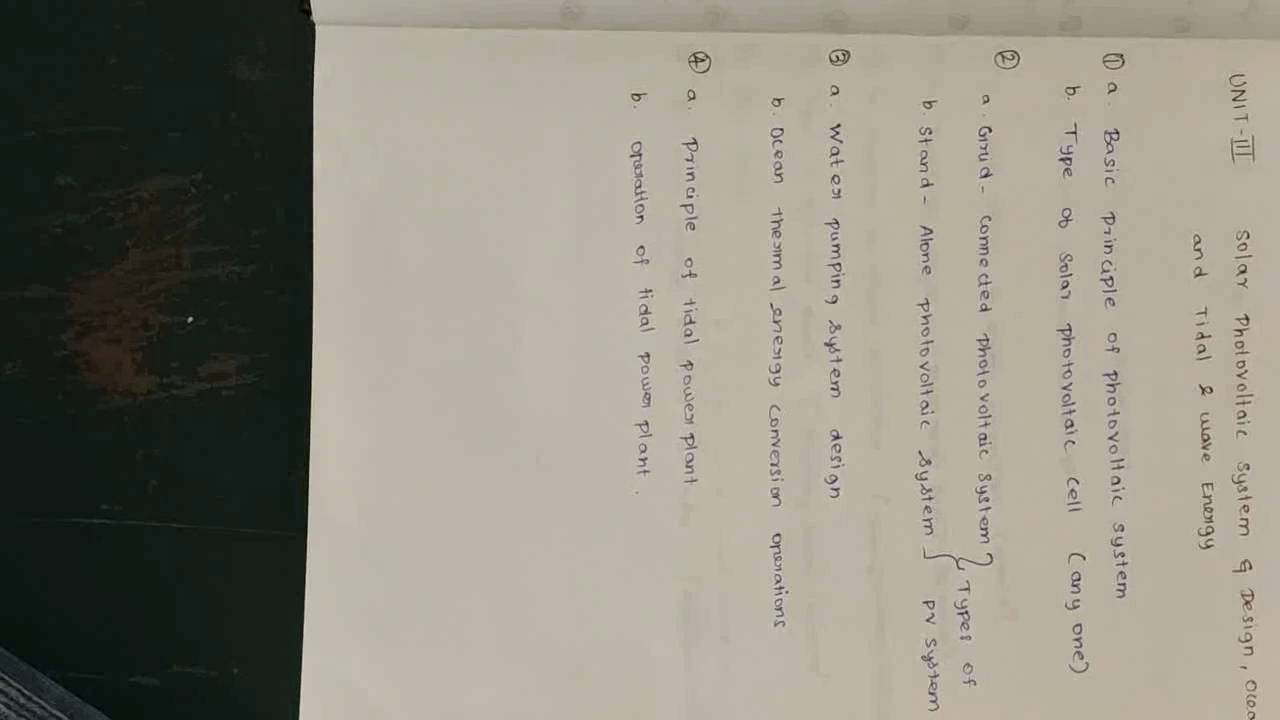 UNIT-III Solar Photovoltaic System & Design,
and Tidal & wave Energy
① a. Basic principle of photovoltaic system
b. Type of Solar photovoltaic cell (any one)
②
a. Grid-connected photovoltaic system
b. Stand-Alone photovoltaic system
Types of
PV system
③ a. Water pumping system design
b. Ocean thermal energy conversion operations
④ a. Principle of tidal power plant
b. operation of tidal power plant.